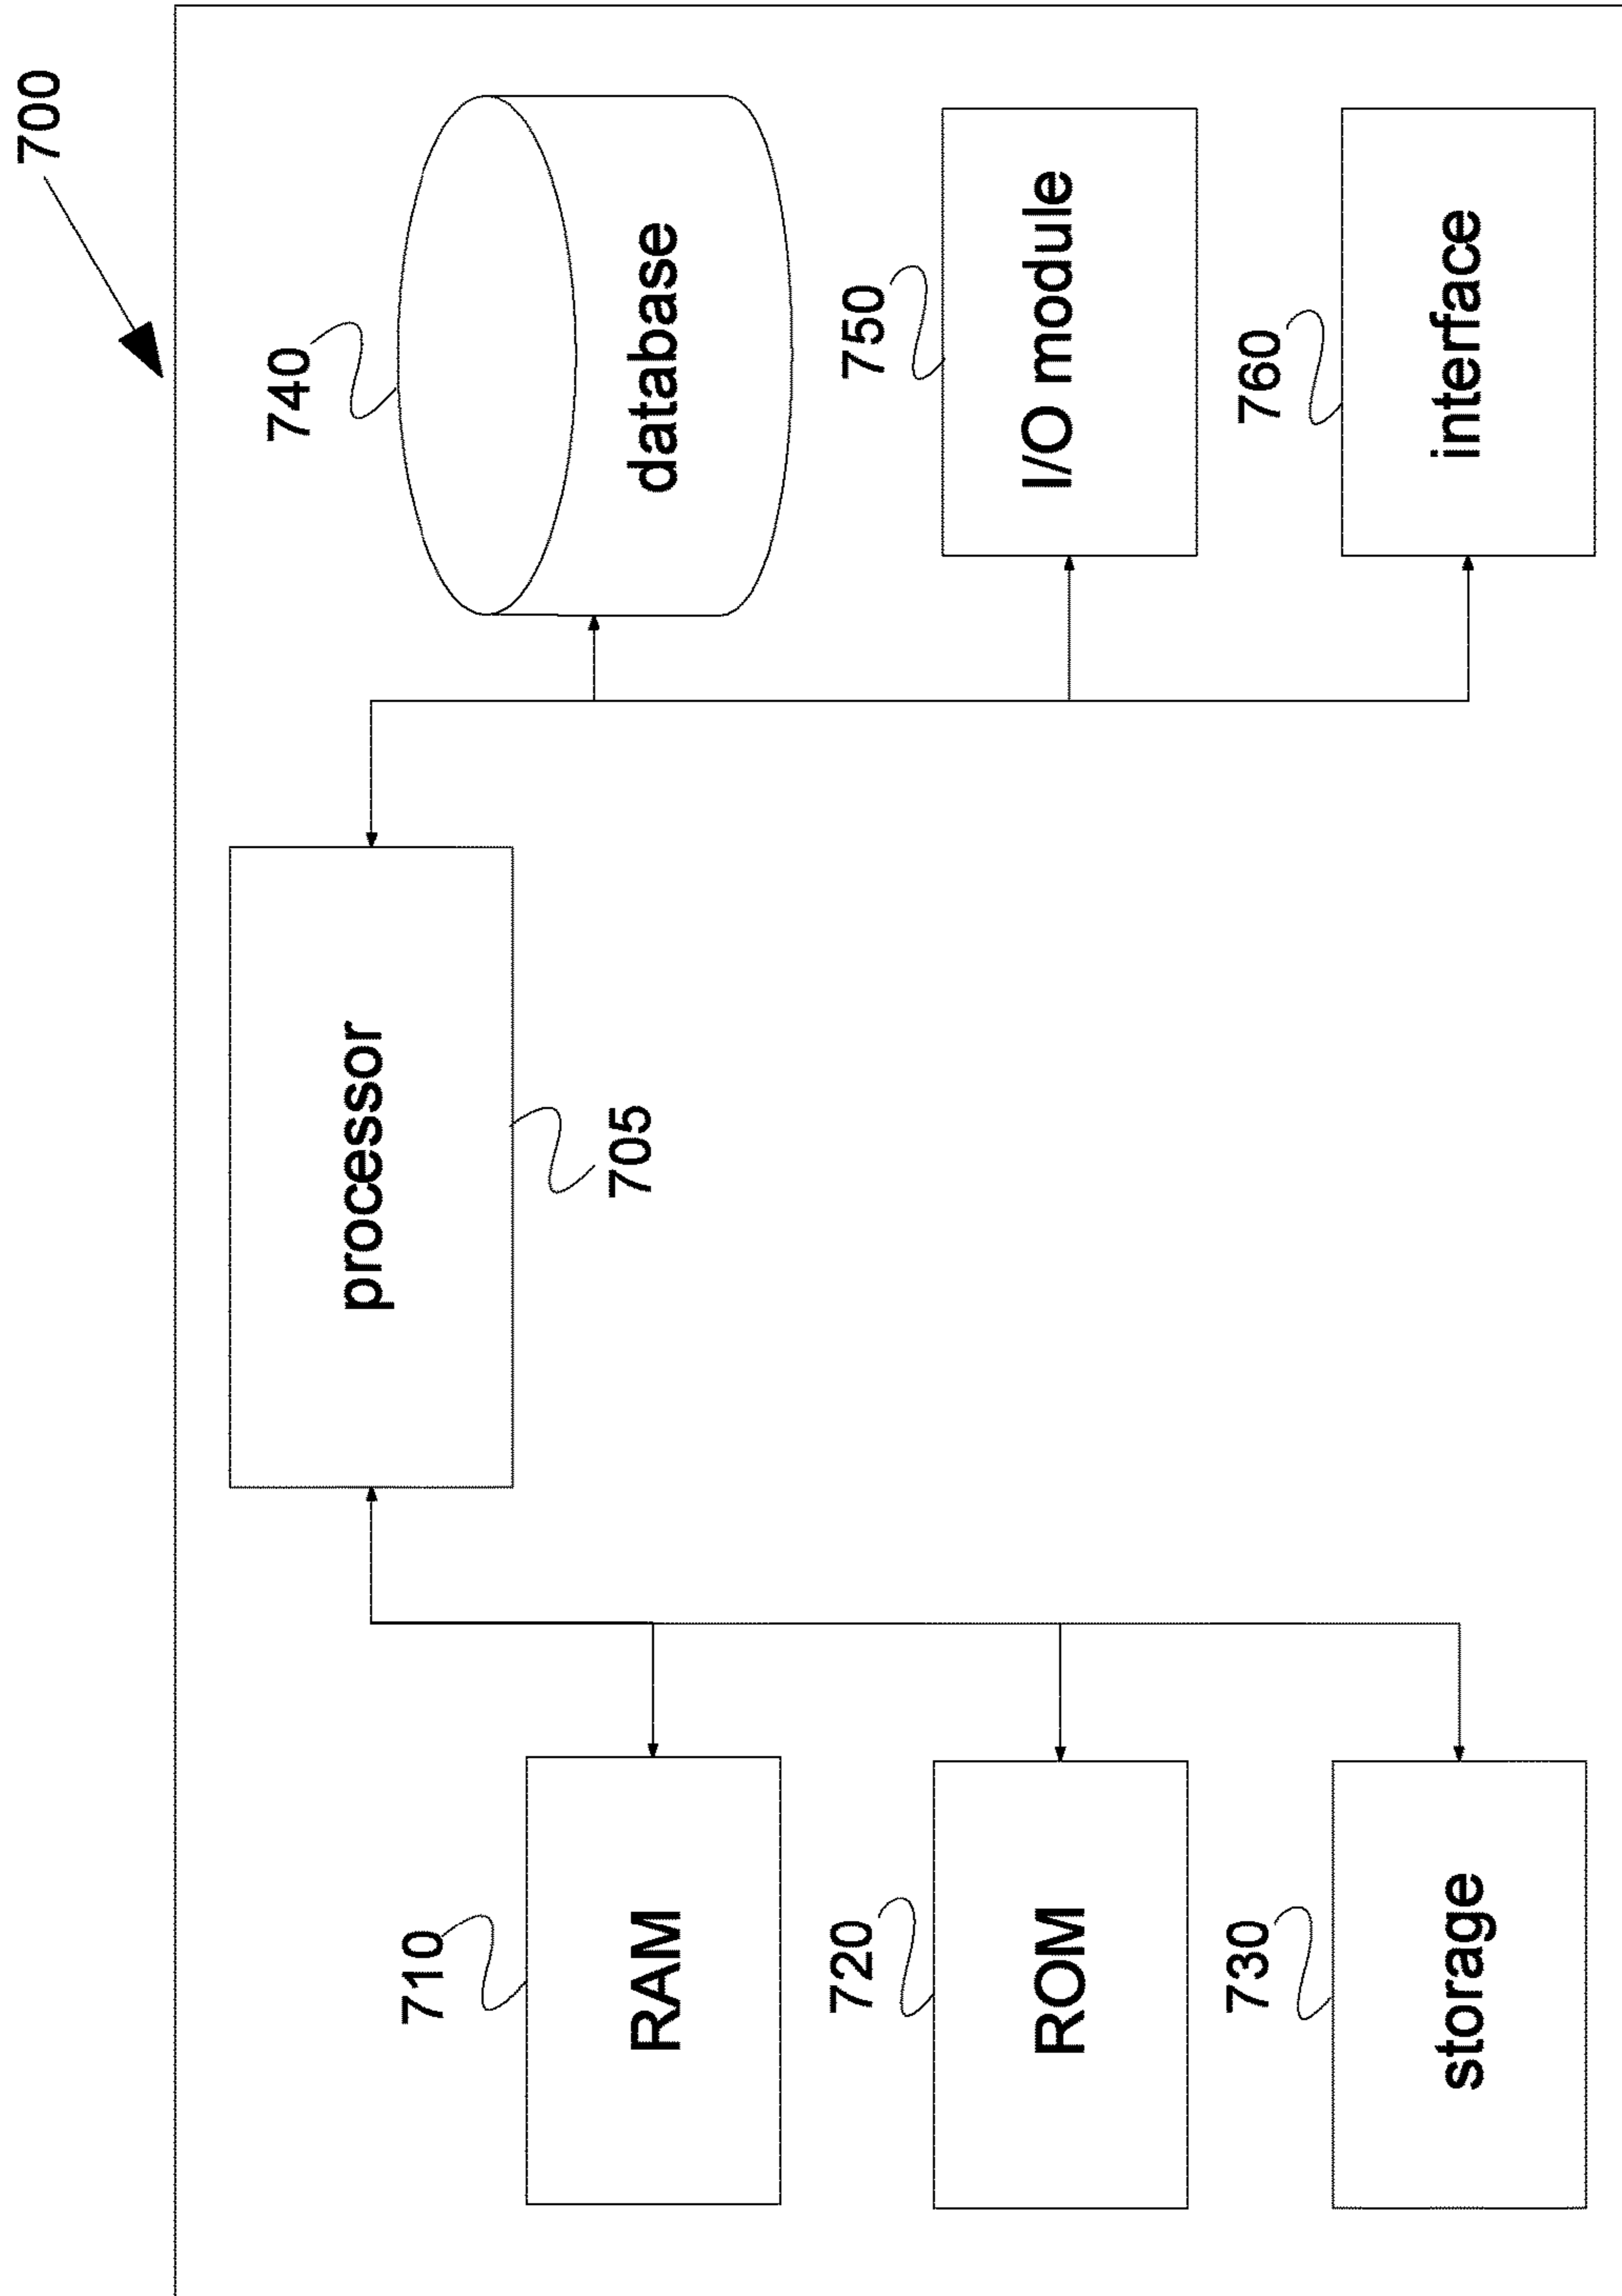 700
processor
705
740
database
710
RAM
750
I/O module
720
ROM
760
interface
730
storage